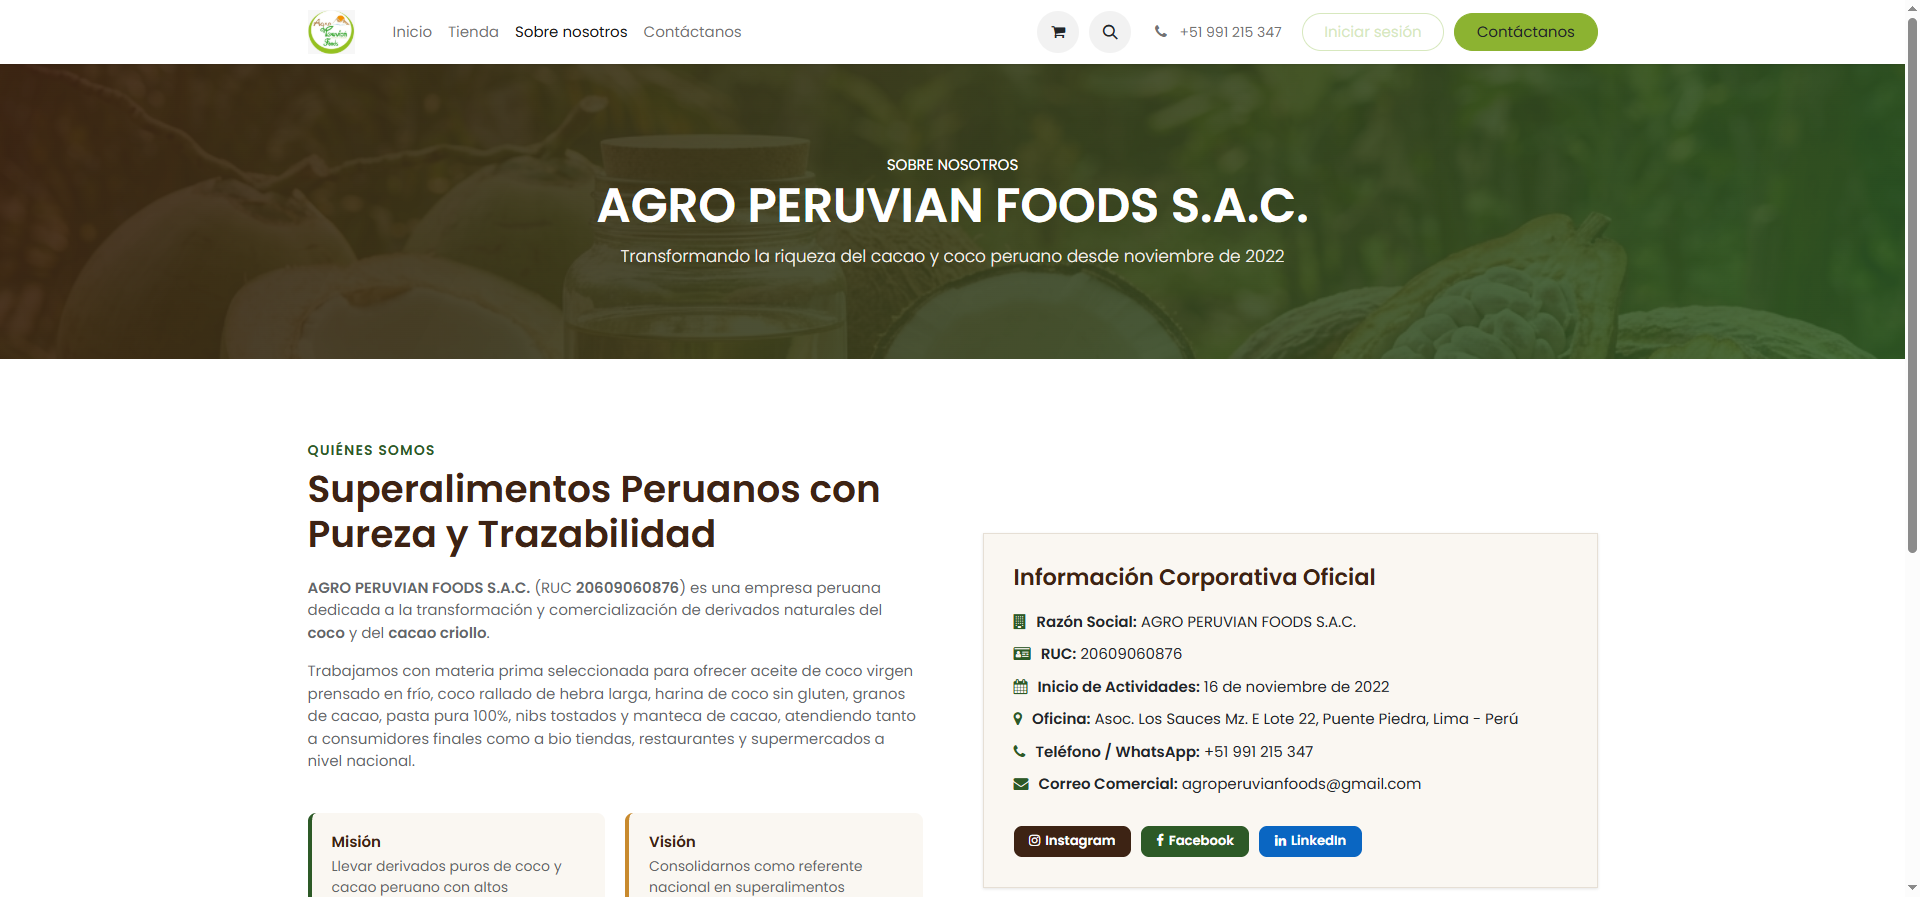 Agro
Peruvian
Foods
Inicio
Tienda
Sobre nosotros
Contáctanos
+51 991 215 347
Iniciar sesión
Contáctanos
SOBRE NOSOTROS
AGRO PERUVIAN FOODS S.A.C.
Transformando la riqueza del cacao y coco peruano desde noviembre de 2022
QUIÉNES SOMOS
Superalimentos Peruanos con
Pureza y Trazabilidad
AGRO PERUVIAN FOODS S.A.C. (RUC 20609060876) es una empresa peruana
dedicada a la transformación y comercialización de derivados naturales del
coco y del cacao criollo.
Trabajamos con materia prima seleccionada para ofrecer aceite de coco virgen
prensado en frío, coco rallado de hebra larga, harina de coco sin gluten, granos
de cacao, pasta pura 100%, nibs tostados y manteca de cacao, atendiendo tanto
a consumidores finales como a bio tiendas, restaurantes y supermercados a
nivel nacional.
Misión
Llevar derivados puros de coco y
cacao peruano con altos
Visión
Consolidarnos como referente
nacional en superalimentos
Información Corporativa Oficial
Razón Social: AGRO PERUVIAN FOODS S.A.C.
RUC: 20609060876
Inicio de Actividades: 16 de noviembre de 2022
Oficina: Asoc. Los Sauces Mz. E Lote 22, Puente Piedra, Lima - Perú
Teléfono / WhatsApp: +51 991 215 347
Correo Comercial: agroperuvianfoods@gmail.com
Instagram
Facebook
LinkedIn